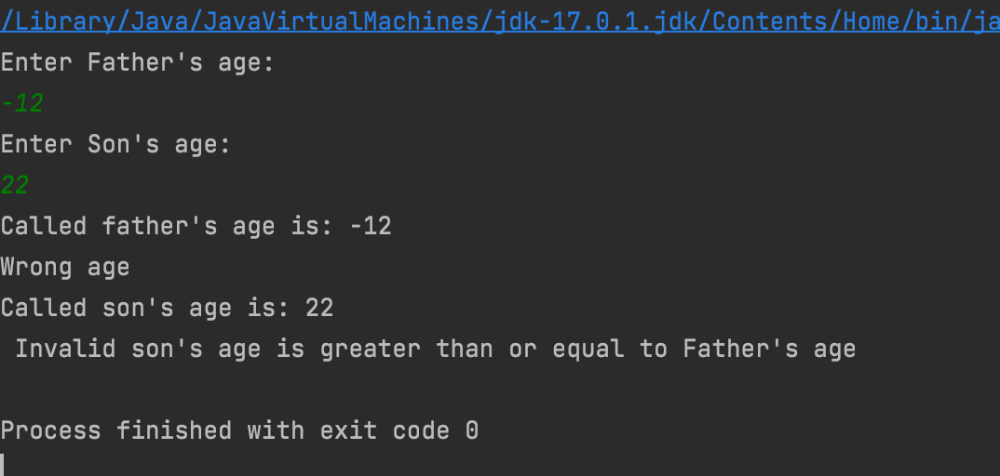 /Library/Java/JavaVirtualMachines/jdk-17.0.1.jdk/Contents/Home/bin/ja
Enter Father's age:
-12
Enter Son's age:
22
Called father's age is: -12
Wrong age
Called son's age is: 22
 Invalid son's age is greater than or equal to Father's age
Process finished with exit code 0